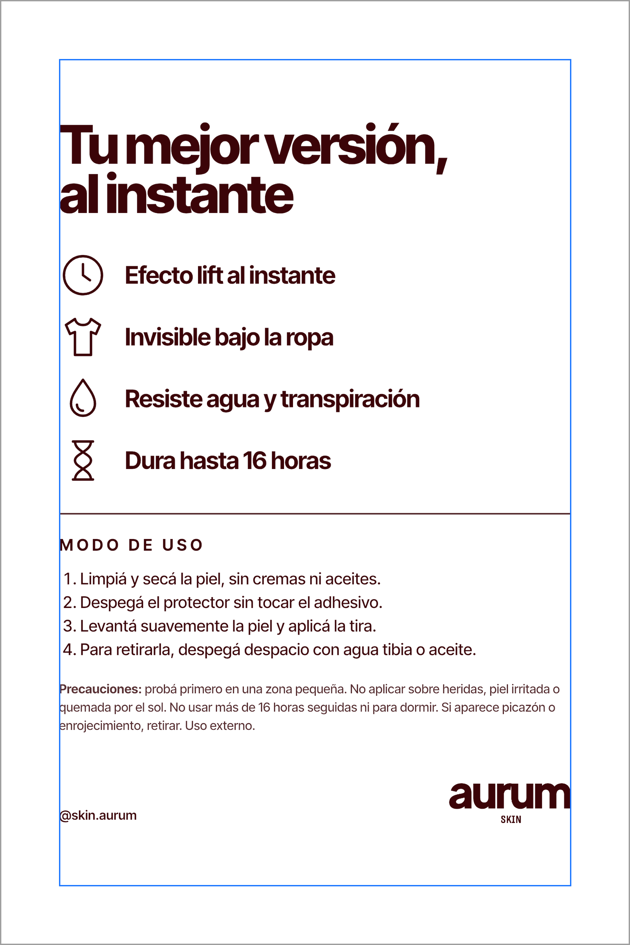 Tu mejor versión,
al instante
Efecto lift al instante
Invisible bajo la ropa
Resiste agua y transpiración
Dura hasta 16 horas
MODO DE USO
1. Limpiá y secá la piel, sin cremas ni aceites.
2. Despegá el protector sin tocar el adhesivo.
3. Levantá suavemente la piel y aplicá la tira.
4. Para retirarla, despegá despacio con agua tibia o aceite.
Precauciones: probá primero en una zona pequeña. No aplicar sobre heridas, piel irritada o
quemada por el sol. No usar más de 16 horas seguidas ni para dormir. Si aparece picazón o
enrojecimiento, retirar. Uso externo.
@skin.aurum
aurum
SKIN